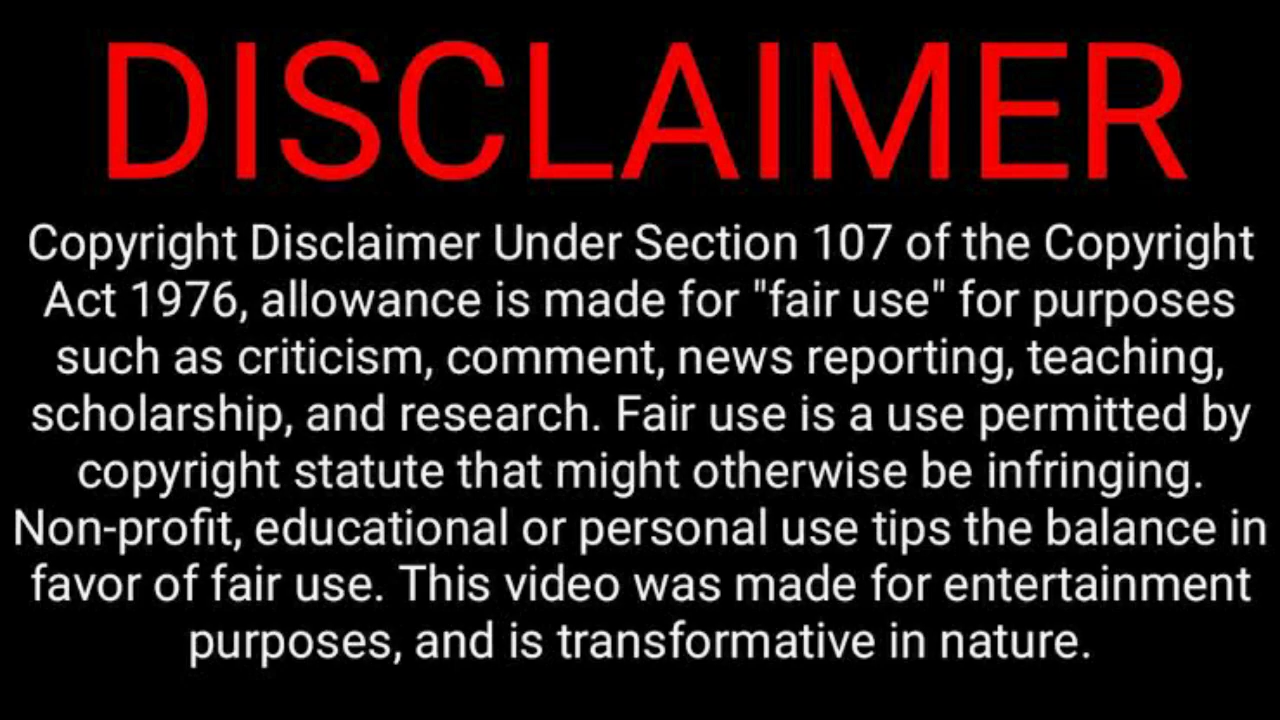 DISCLAIMER
Copyright Disclaimer Under Section 107 of the Copyright
Act 1976, allowance is made for "fair use" for purposes
such as criticism, comment, news reporting, teaching,
scholarship, and research. Fair use is a use permitted by
copyright statute that might otherwise be infringing.
Non-profit, educational or personal use tips the balance in
favor of fair use. This video was made for entertainment
purposes, and is transformative in nature.